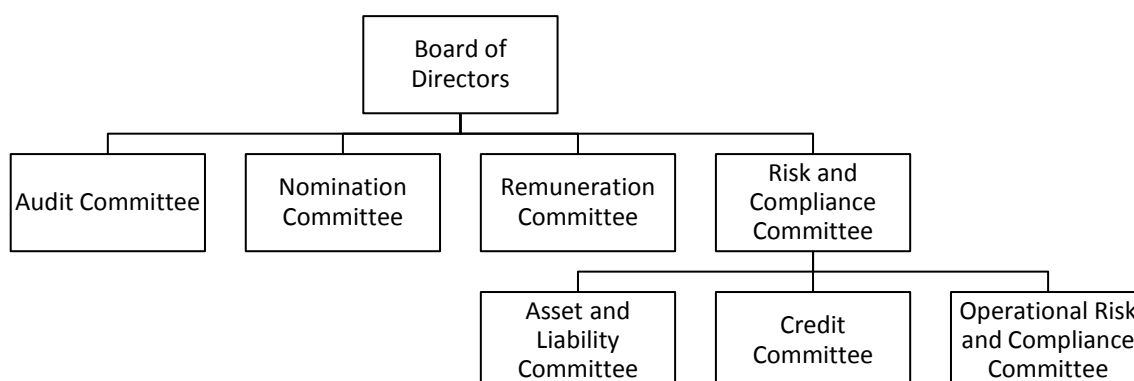 Board of
Directors
Audit Committee
Nomination
Committee
Remuneration
Committee
Risk and
Compliance
Committee
Asset and
Liability
Committee
Credit
Committee
Operational Risk
and Compliance
Committee